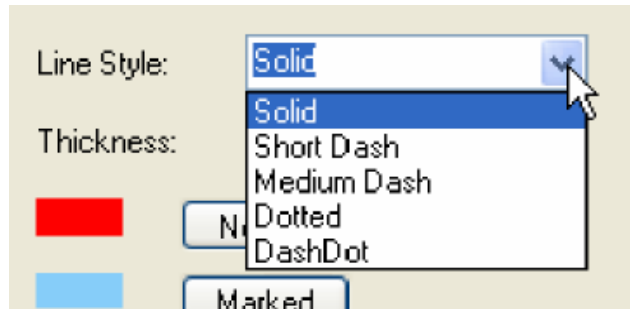 Line Style: Solid
Solid
Thickness: Short Dash
Medium Dash
Dotted
DashDot
Marked